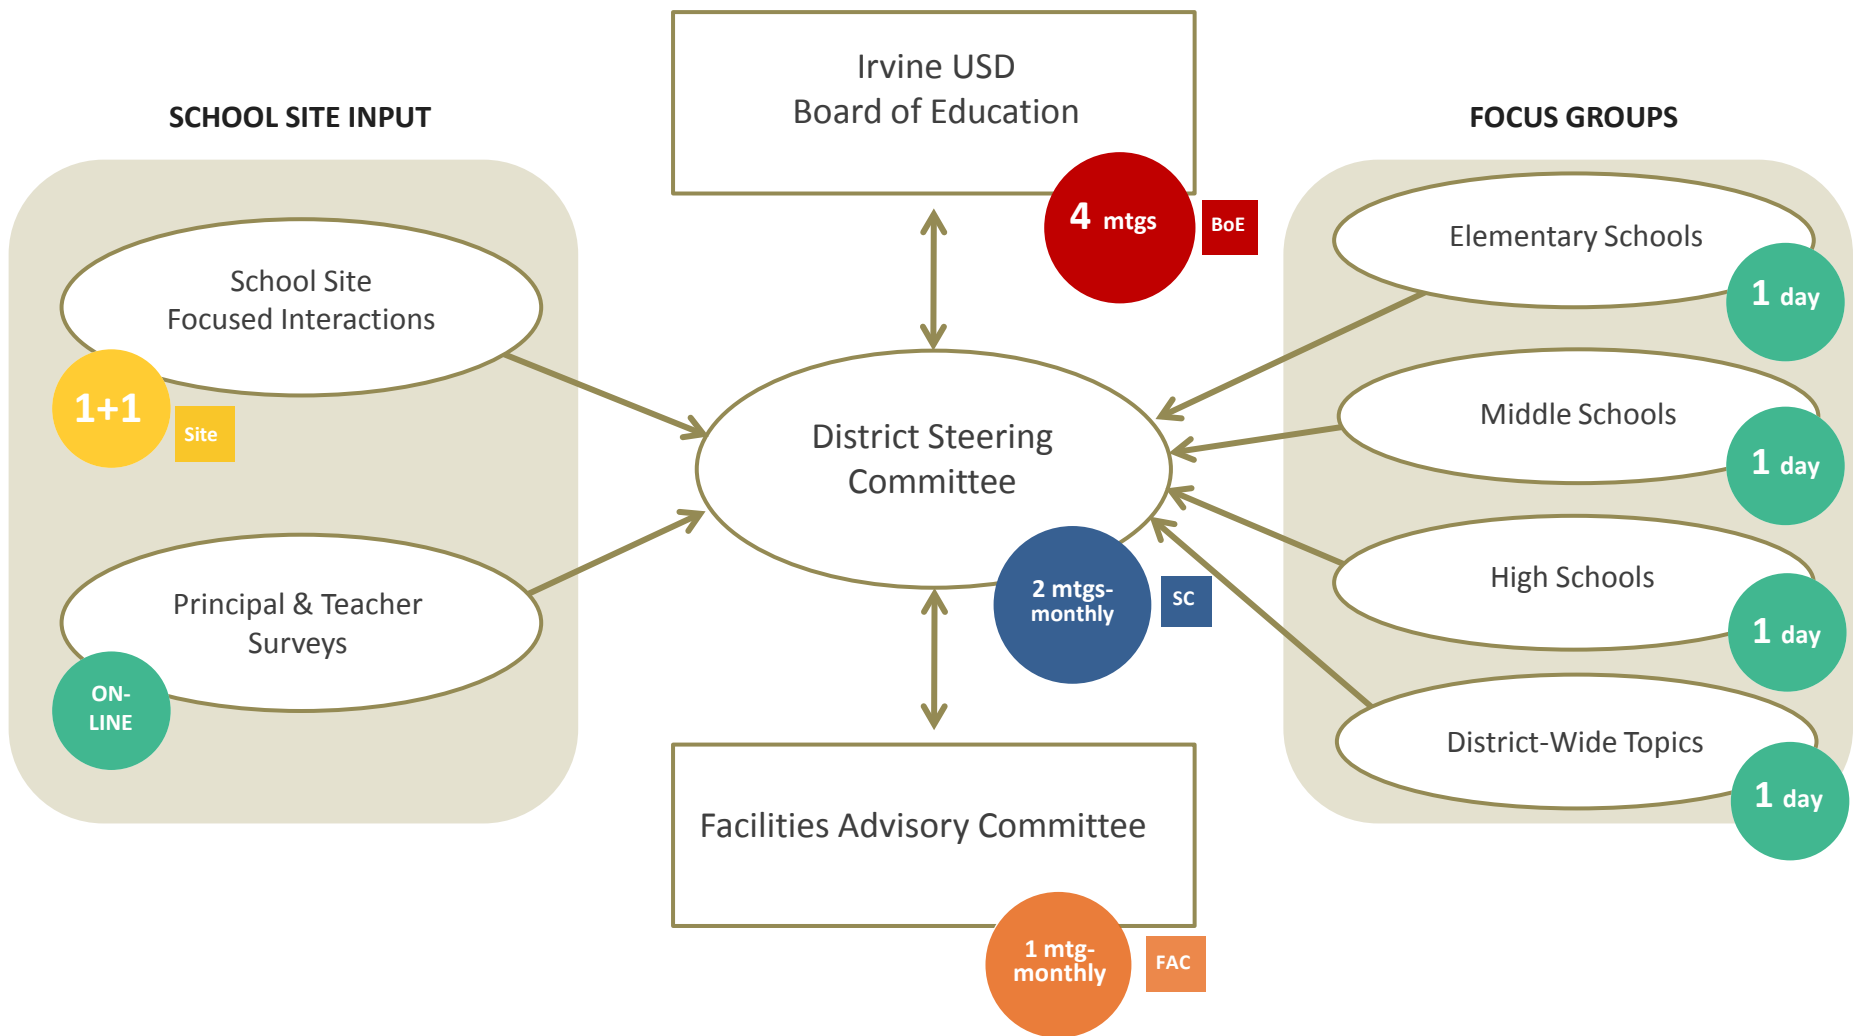 SCHOOL SITE INPUT
School Site
Focused Interactions
1+1
Site
Principal & Teacher
Surveys
ON-
LINE
Irvine USD
Board of Education
4 mtgs
BoE
District Steering
Committee
2 mtgs-
monthly
SC
Facilities Advisory Committee
1 mtg-
monthly
FAC
FOCUS GROUPS
Elementary Schools
1 day
Middle Schools
1 day
High Schools
1 day
District-Wide Topics
1 day